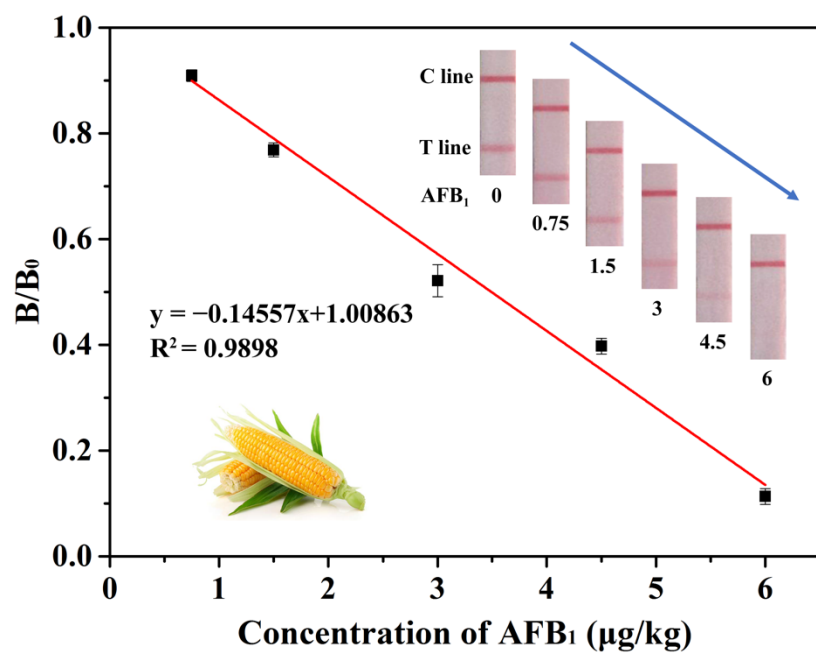 1.0
0.8
0.6
0.4
0.2
0.0
B/B₀
0
1
2
3
4
5
6
Concentration of AFB₁ (μg/kg)
y = −0.14557x+1.00863
R² = 0.9898
C line
T line
AFB₁
0
0.75
1.5
3
4.5
6